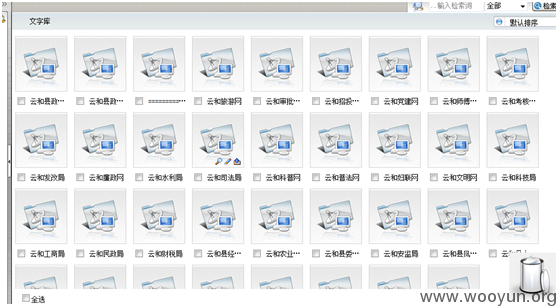 输入检索词 全部 检索
文字库 默认排序
云和县政… 云和县政… ==========… 云和旅游网 云和审批… 云和招投… 云和党建网 云和师傅… 云和考核…
云和发改局 云和廉政网 云和水利局 云和司法局 云和科普网 云和普法网 云和妇联网 云和文明网 云和科技局
云和工商局 云和民政局 云和财税局 云和县经… 云和农业… 云和县委… 云和安监局 云和县凤…
全选
www.wooyun.org